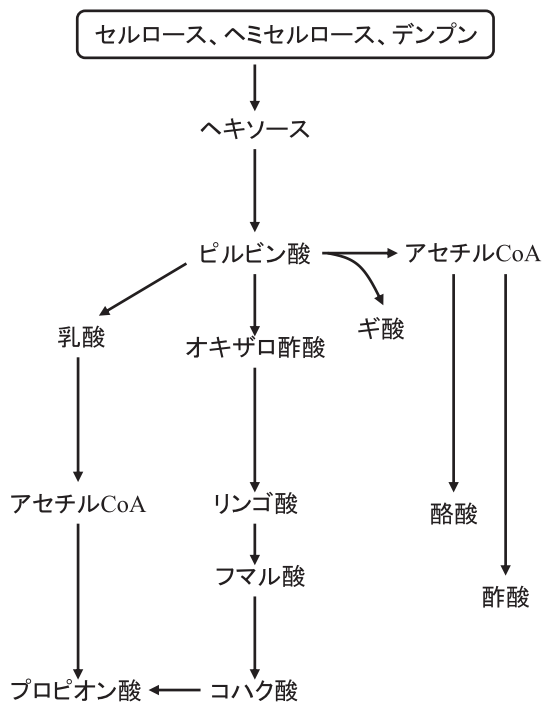 セルロース、ヘミセルロース、デンプン
ヘキソース
ピルビン酸
アセチルCoA
ギ酸
乳酸
オキザロ酢酸
アセチルCoA
リンゴ酸
酪酸
フマル酸
酢酸
プロピオン酸
コハク酸